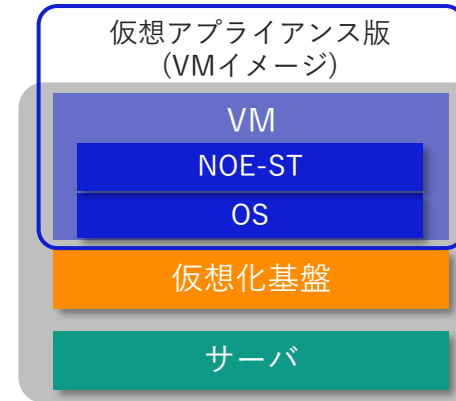 仮想アプライアンス版
(VMイメージ)
VM
NOE-ST
OS
仮想化基盤
サーバ